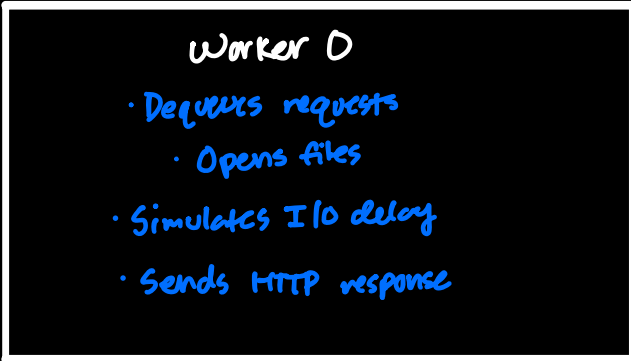 Worker 0
· Dequeues requests
· Opens files
· Simulates I/O delay
· Sends HTTP response